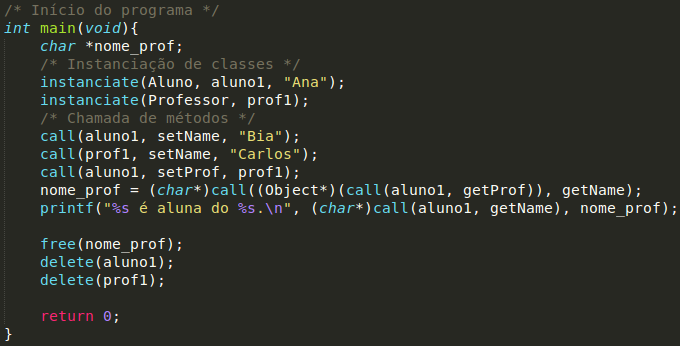 /* Início do programa */
int main(void){
    char *nome_prof;
    /* Instanciação de classes */
    instanciate(Aluno, aluno1, "Ana");
    instanciate(Professor, prof1);
    /* Chamada de métodos */
    call(aluno1, setName, "Bia");
    call(prof1, setName, "Carlos");
    call(aluno1, setProf, prof1);
    nome_prof = (char*)call((Object*)(call(aluno1, getProf)), getName);
    printf("%s é aluna do %s.\n", (char*)call(aluno1, getName), nome_prof);

    free(nome_prof);
    delete(aluno1);
    delete(prof1);

    return 0;
}